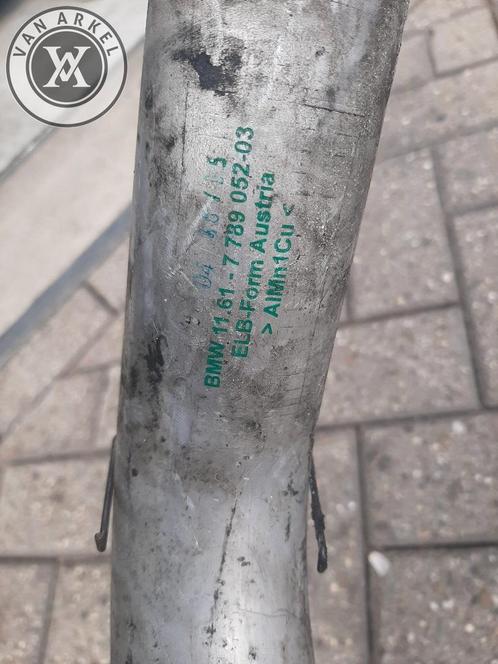 VAN ARKEL
BMW 11.61 - 7 789 052-03
ELB-Form Austria
> AlMn1Cu <